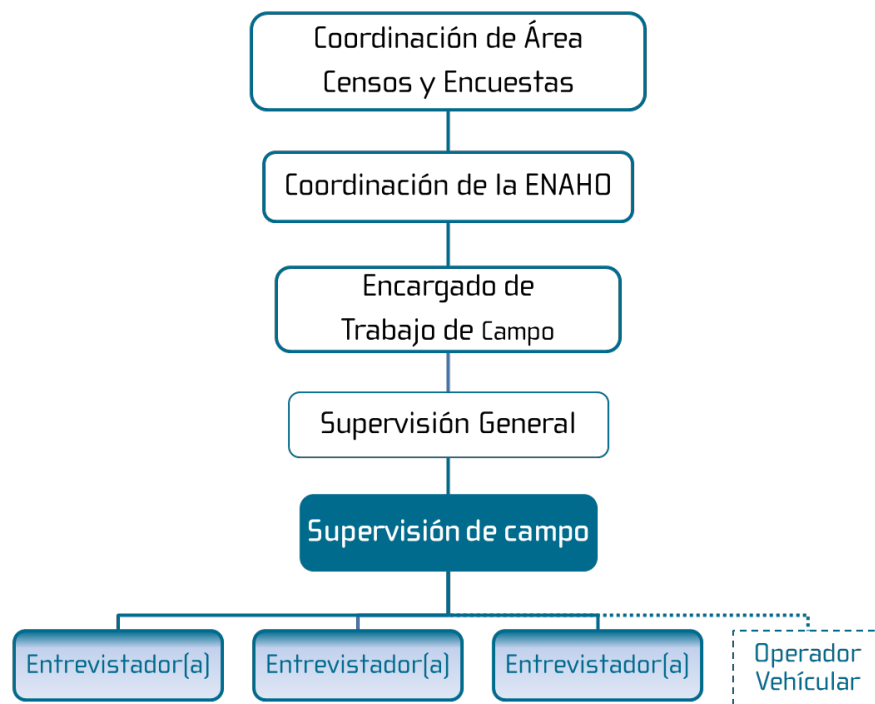 Coordinación de Área
Censos y Encuestas
Coordinación de la ENAHO
Encargado de
Trabajo de Campo
Supervisión General
Supervisión de campo
Entrevistador(a)
Entrevistador(a)
Entrevistador(a)
Operador
Vehícular